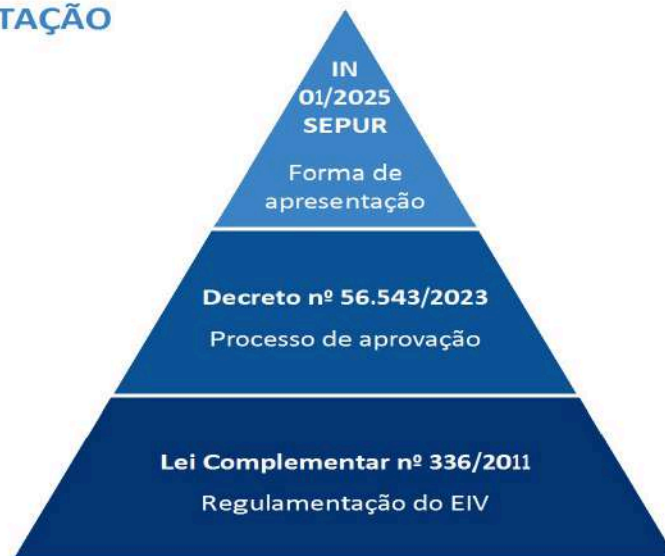 TAÇÃO
IN
01/2025
SEPUR
Forma de
apresentação
Decreto nº 56.543/2023
Processo de aprovação
Lei Complementar nº 336/2011
Regulamentação do EIV